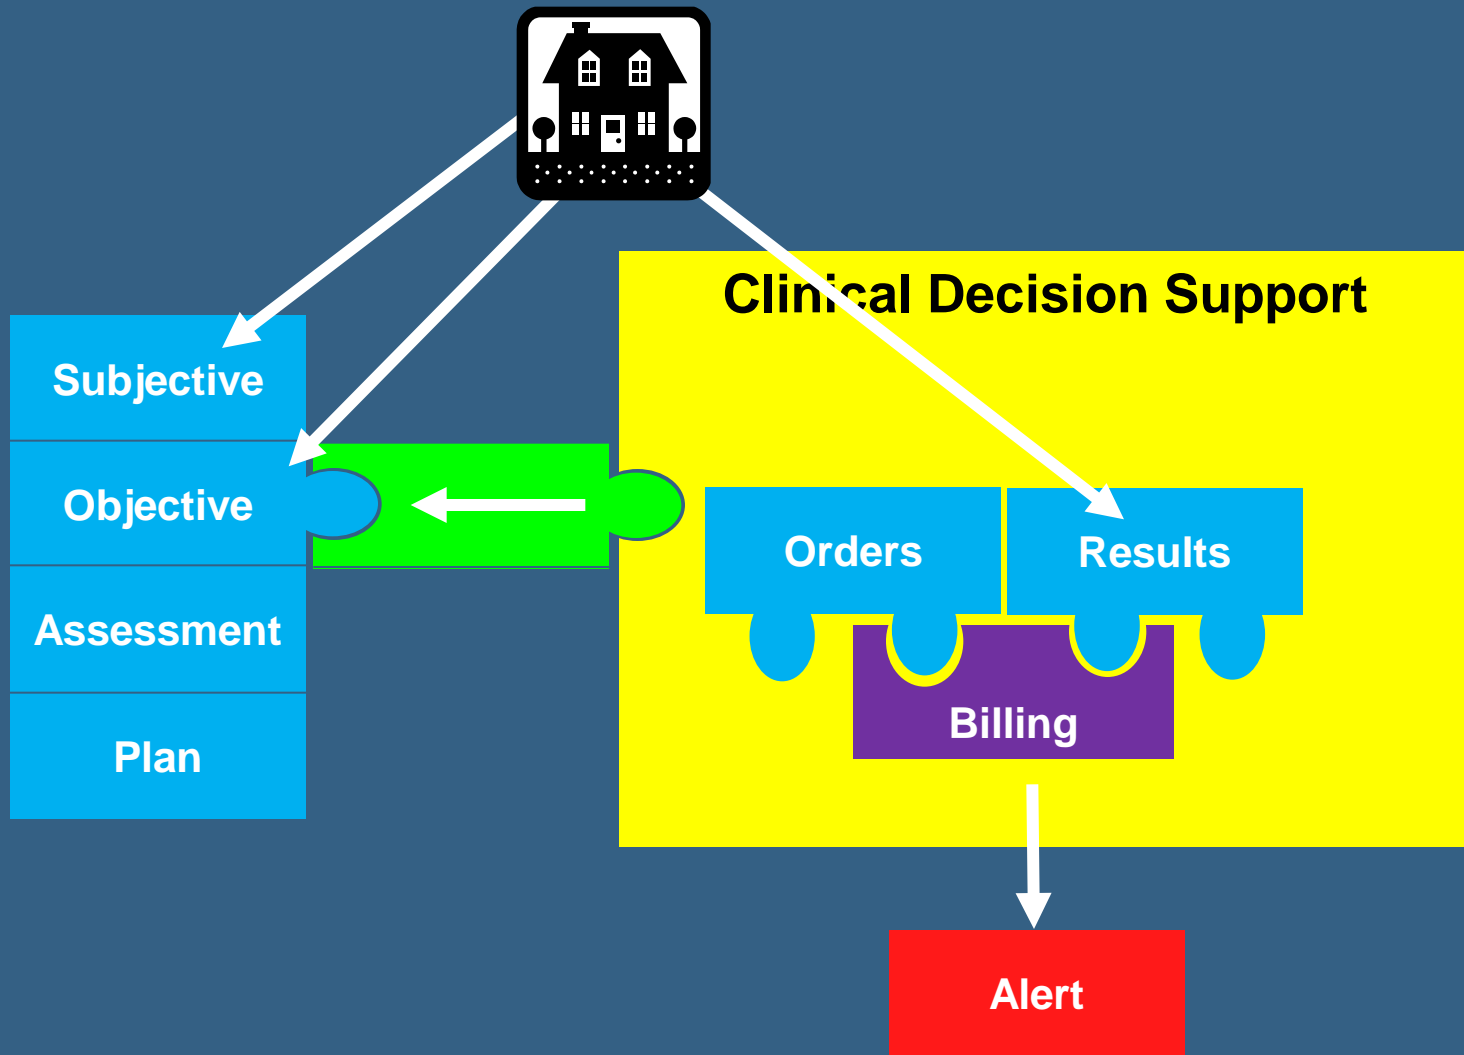 Clinical Decision Support
Subjective
Objective
Assessment
Plan
Orders
Results
Billing
Alert